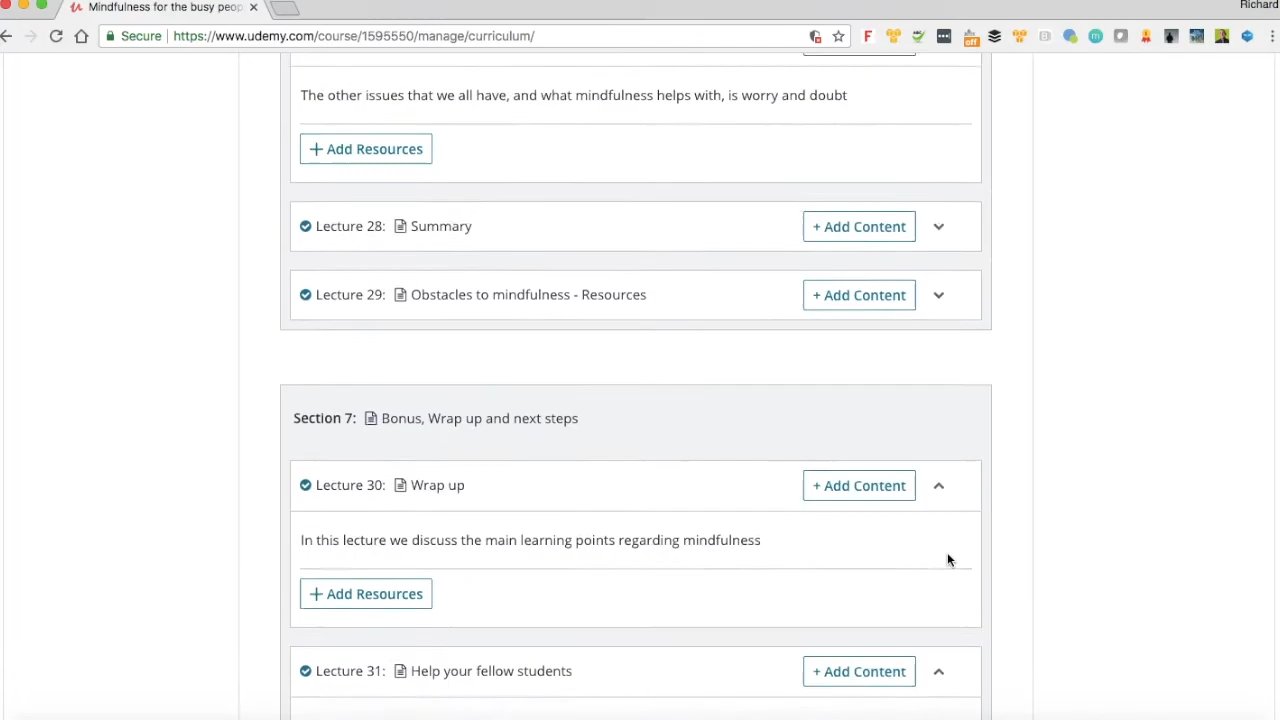 Mindfulness for the busy peop
Richard
Secure https://www.udemy.com/course/1595550/manage/curriculum/
F
off
B
m
The other issues that we all have, and what mindfulness helps with, is worry and doubt
+ Add Resources
Lecture 28: Summary
+ Add Content
Lecture 29: Obstacles to mindfulness - Resources
+ Add Content
Section 7: Bonus, Wrap up and next steps
Lecture 30: Wrap up
+ Add Content
In this lecture we discuss the main learning points regarding mindfulness
+ Add Resources
Lecture 31: Help your fellow students
+ Add Content